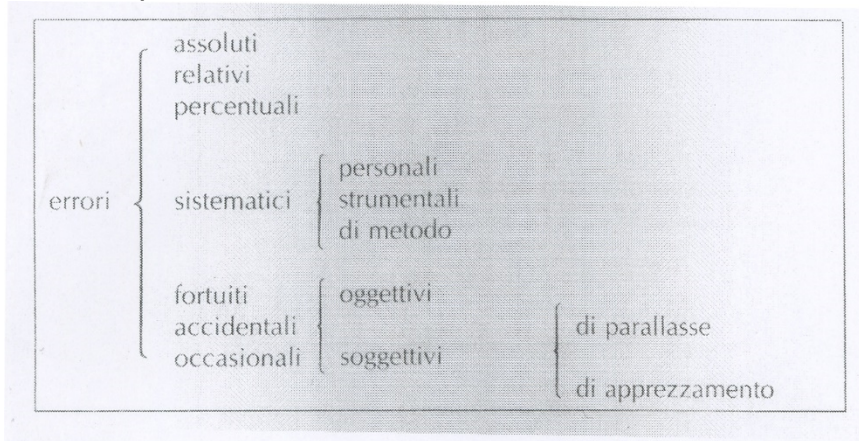 assoluti
relativi
percentuali
personali
errori sistematici strumentali
di metodo
fortuiti oggettivi
accidentali di parallasse
occasionali soggettivi
di apprezzamento